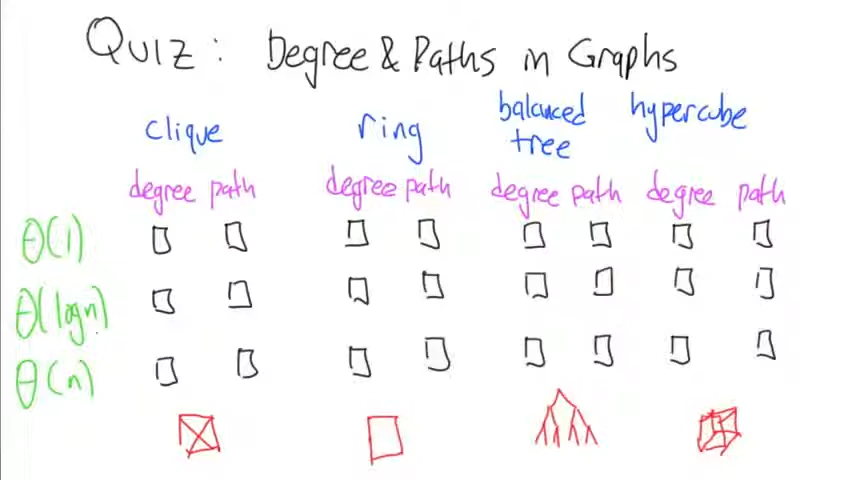 Quiz: Degree & Paths in Graphs
clique ring balanced tree hypercube
degree path degree path degree path degree path
Θ(1)
Θ(log n)
Θ(n)